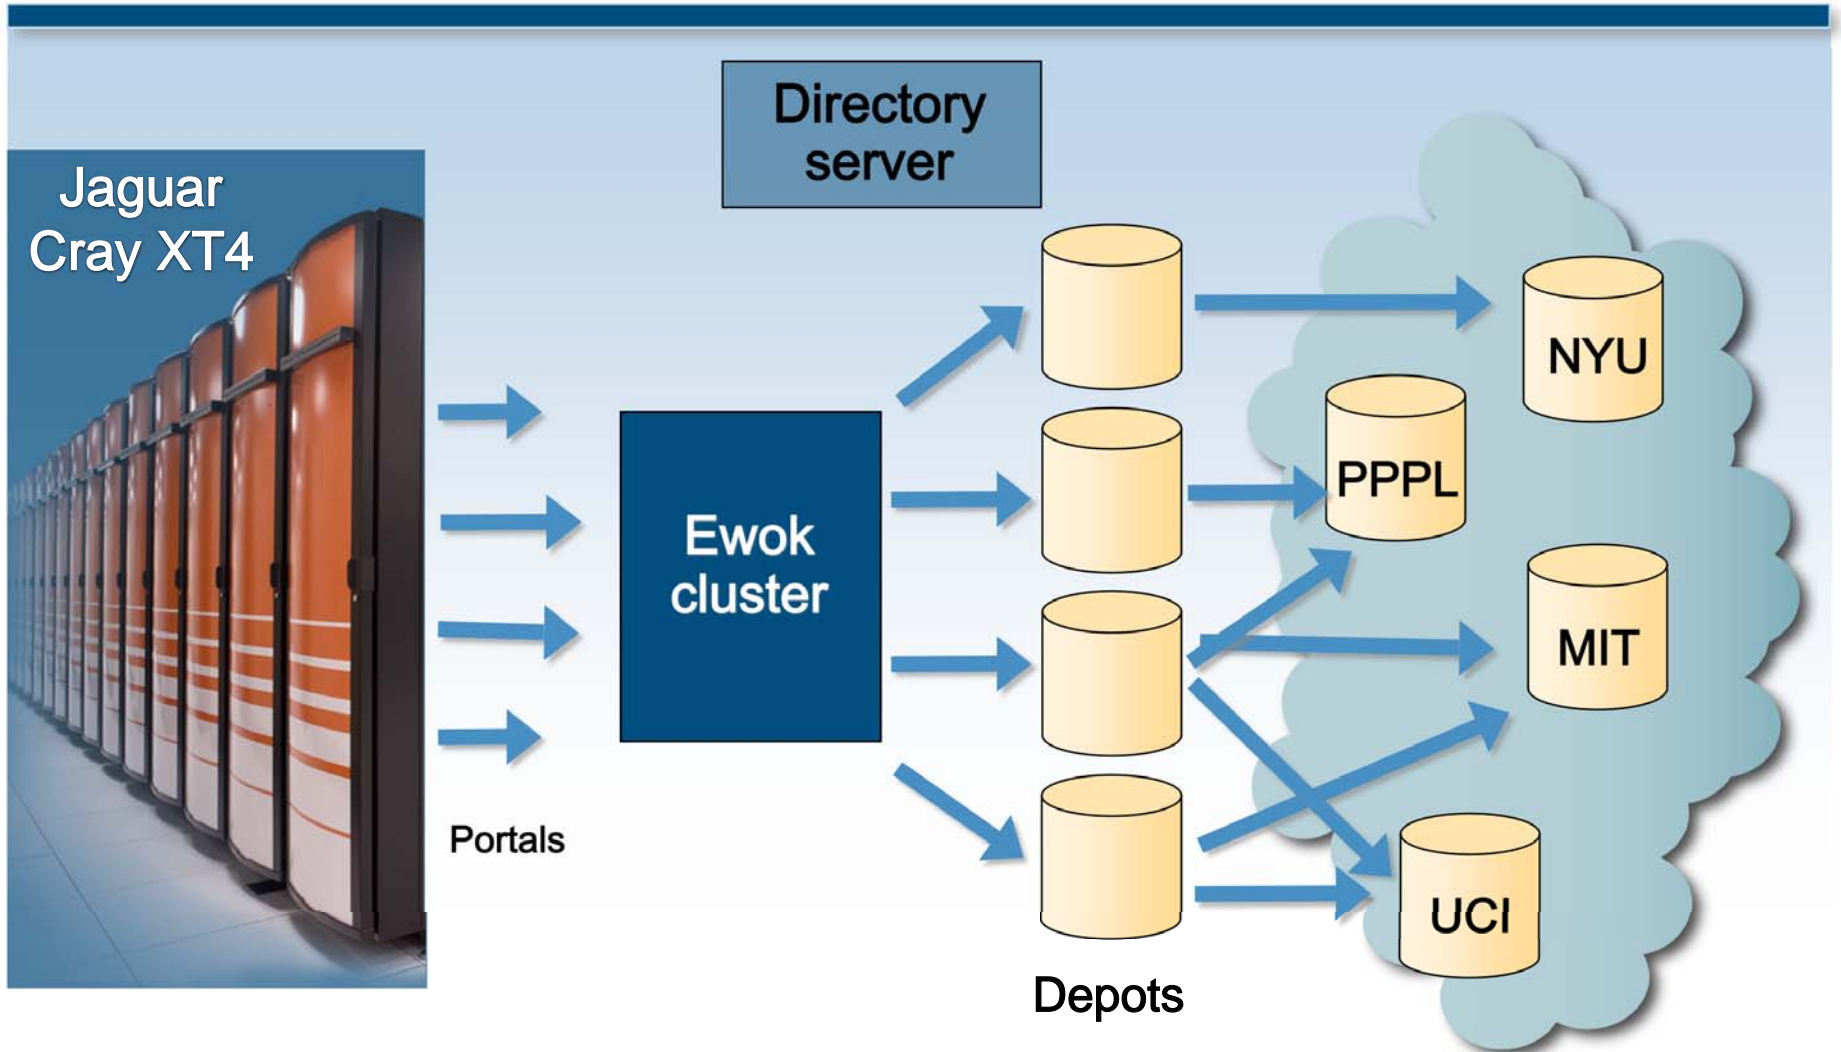 Directory
server
Jaguar
Cray XT4
NYU
PPPL
Ewok
cluster
MIT
Portals
UCI
Depots